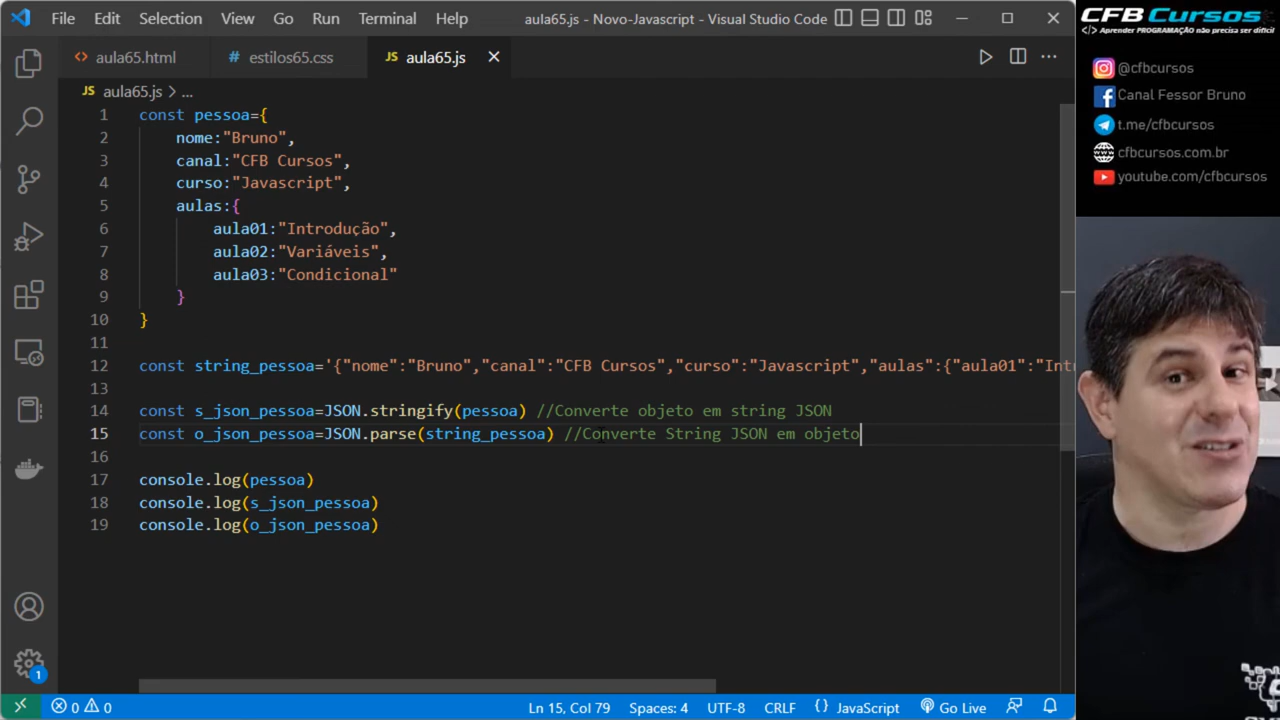 File Edit Selection View Go Run Terminal Help aula65.js - Novo-Javascript - Visual Studio Code
aula65.html estilos65.css JS aula65.js
JS aula65.js > ...
1 const pessoa={
2 nome:"Bruno",
3 canal:"CFB Cursos",
4 curso:"Javascript",
5 aulas:{
6 aula01:"Introdução",
7 aula02:"Variáveis",
8 aula03:"Condicional"
9 }
10 }
11
12 const string_pessoa='{"nome":"Bruno","canal":"CFB Cursos","curso":"Javascript","aulas":{"aula01":"Int
13
14 const s_json_pessoa=JSON.stringify(pessoa) //Converte objeto em string JSON
15 const o_json_pessoa=JSON.parse(string_pessoa) //Converte String JSON em objeto
16
17 console.log(pessoa)
18 console.log(s_json_pessoa)
19 console.log(o_json_pessoa)
1
0 0 Ln 15, Col 79 Spaces: 4 UTF-8 CRLF {} JavaScript Go Live
CFB Cursos
</> Aprender PROGRAMAÇÃO não precisa ser difícil
@cfbcursos
Canal Fessor Bruno
t.me/cfbcursos
cfbcursos.com.br
youtube.com/cfbcursos